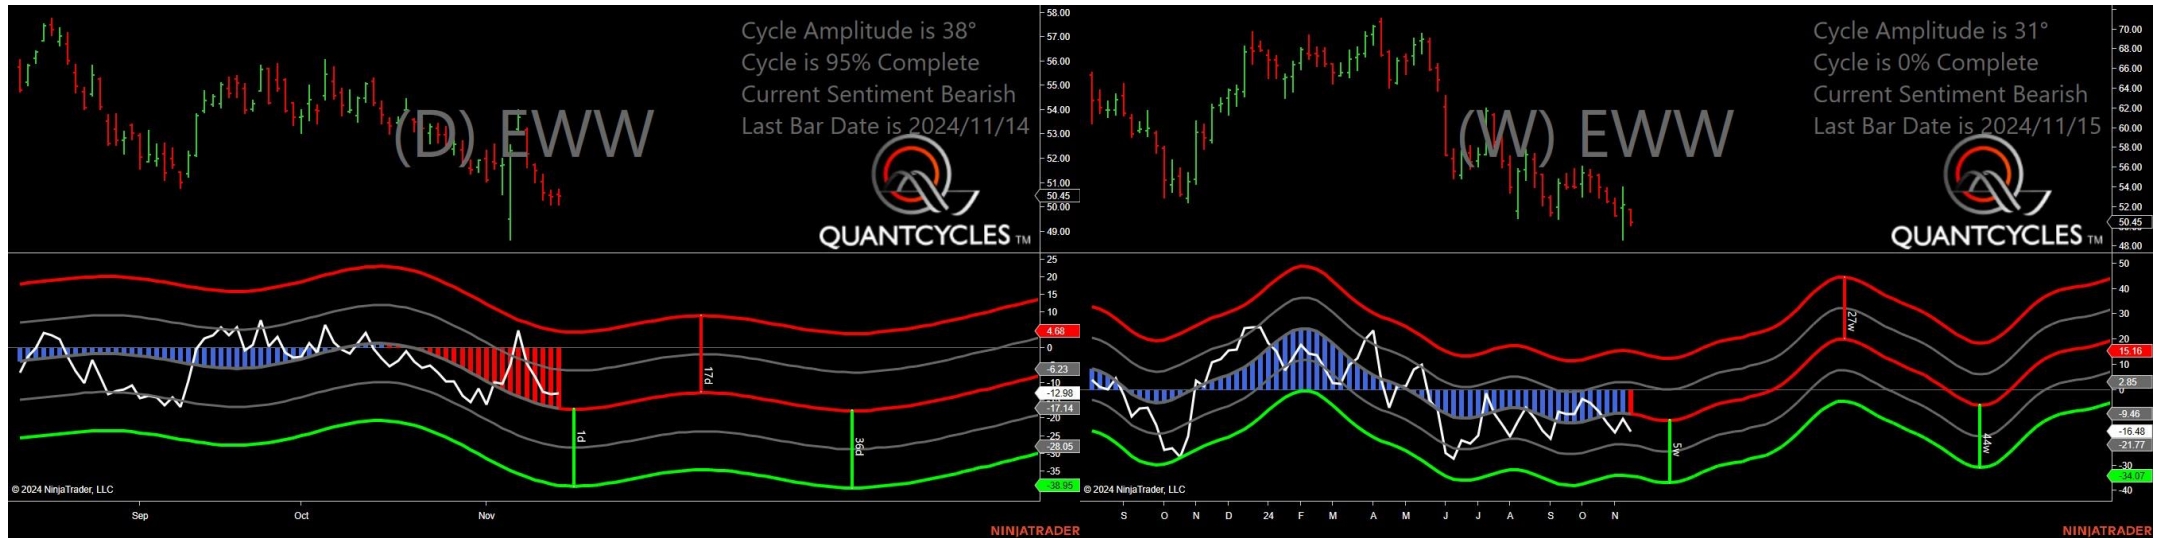 Cycle Amplitude is 38°
Cycle is 95% Complete
Current Sentiment Bearish
Last Bar Date is 2024/11/14
(D) EWW
QUANTCYCLES TM
58.00
57.00
56.00
55.00
54.00
53.00
52.00
51.00
50.45
50.00
49.00
25
20
15
10
4.68
0
-6.23
-10
-12.98
-17.14
-20
-25
-28.05
-30
-35
-38.95
1d
17d
36d
© 2024 NinjaTrader, LLC
Sep
Oct
Nov
NINJATRADER
Cycle Amplitude is 31°
Cycle is 0% Complete
Current Sentiment Bearish
Last Bar Date is 2024/11/15
(W) EWW
QUANTCYCLES TM
70.00
68.00
66.00
64.00
62.00
60.00
58.00
56.00
54.00
52.00
50.45
48.00
50
40
30
20
15.16
10
2.85
0
-9.46
-16.48
-21.77
-30
-34.07
-40
5w
27w
44w
© 2024 NinjaTrader, LLC
S
O
N
D
24
F
M
A
M
J
J
A
S
O
N
NINJATRADER